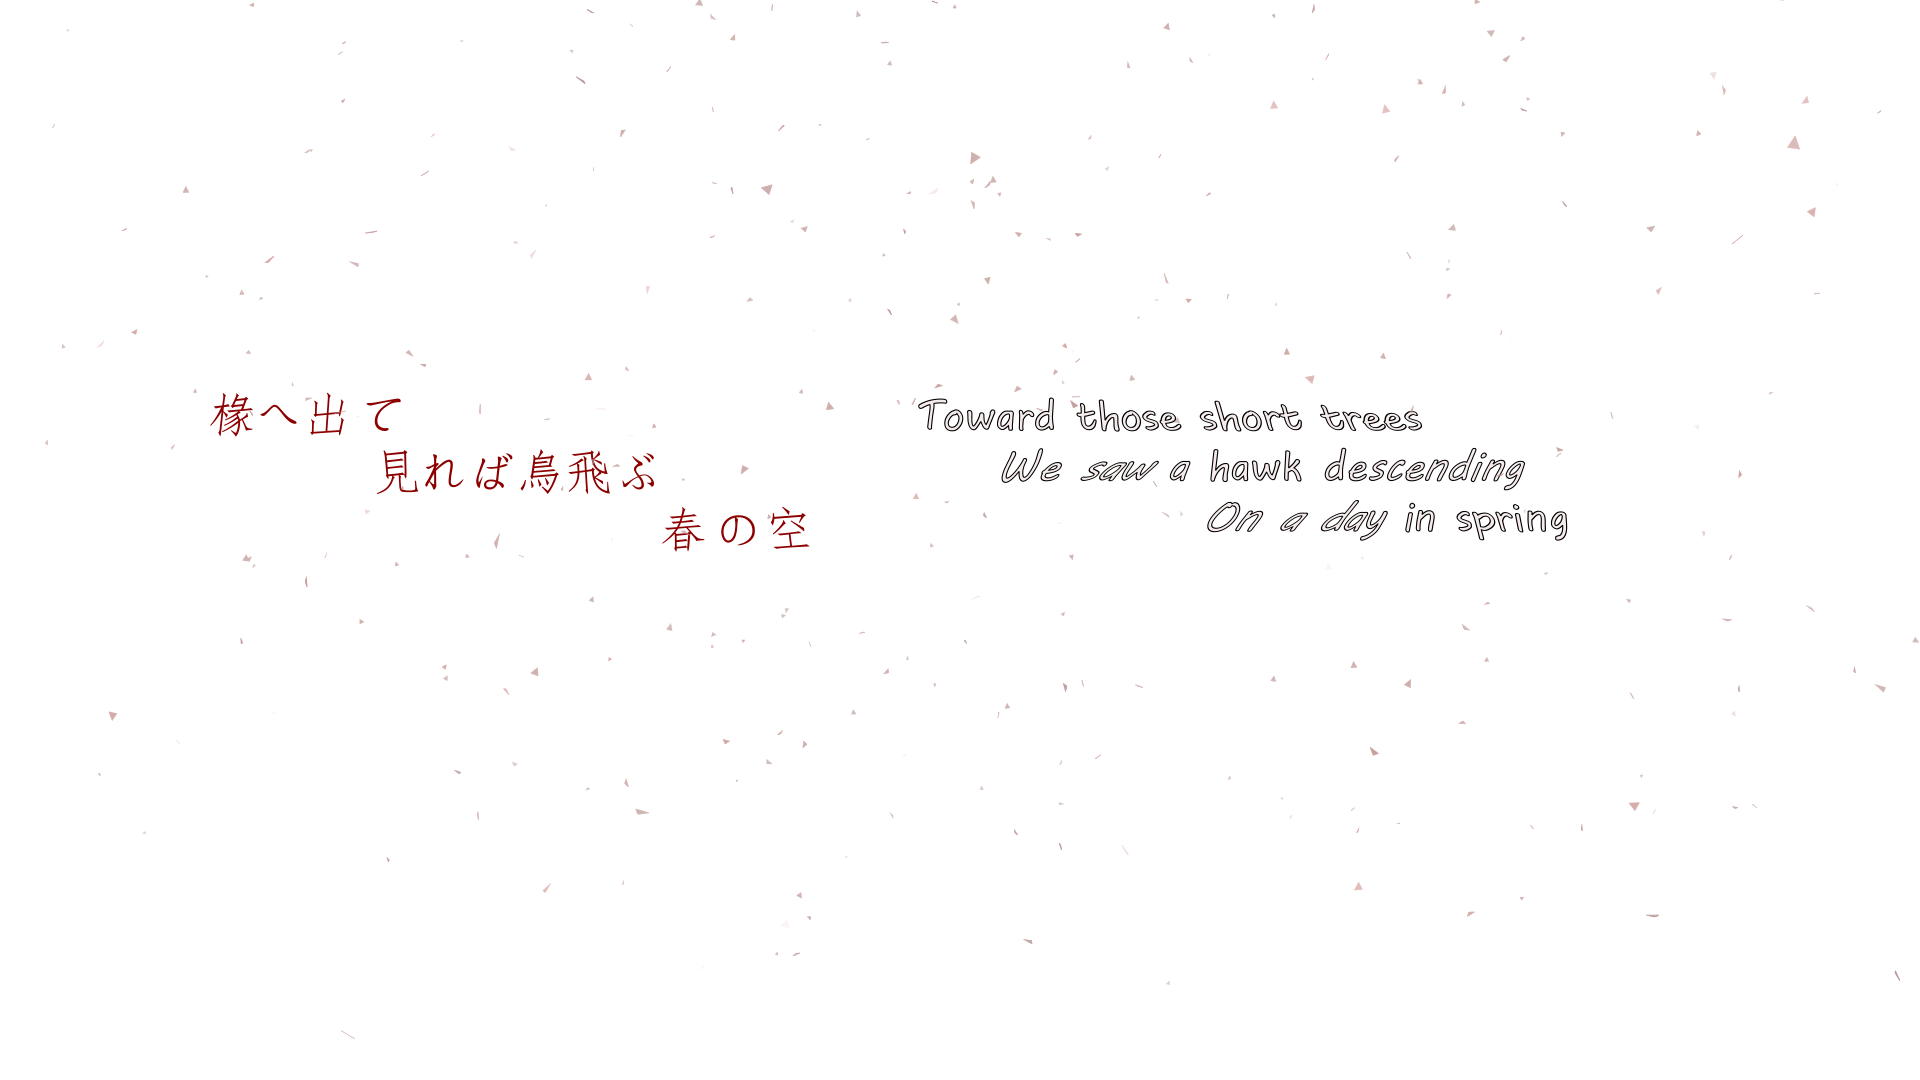 椽へ出て
見れば鳥飛ぶ
春の空
Toward those short trees
We saw a hawk descending
On a day in spring